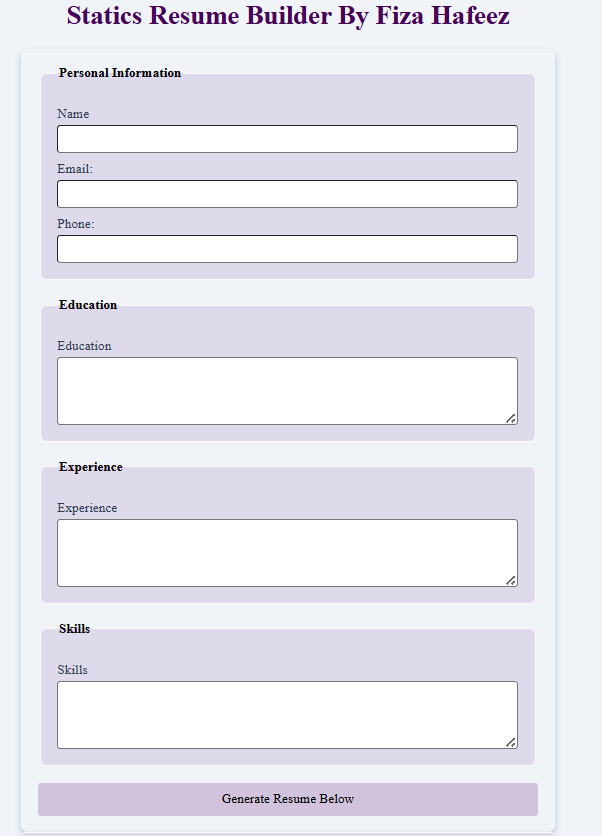 Statics Resume Builder By Fiza Hafeez
Personal Information
Name
Email:
Phone:
Education
Education
Experience
Experience
Skills
Skills
Generate Resume Below